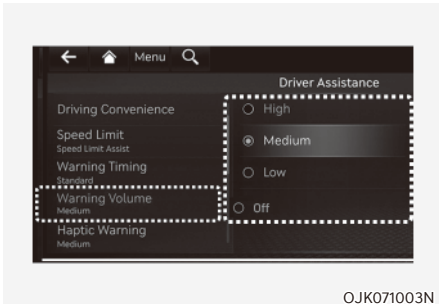 Menu
Driver Assistance
Driving Convenience
Speed Limit
Speed Limit Assist
Warning Timing
Standard
Warning Volume
Medium
Haptic Warning
Medium
High
Medium
Low
Off
OJK071003N